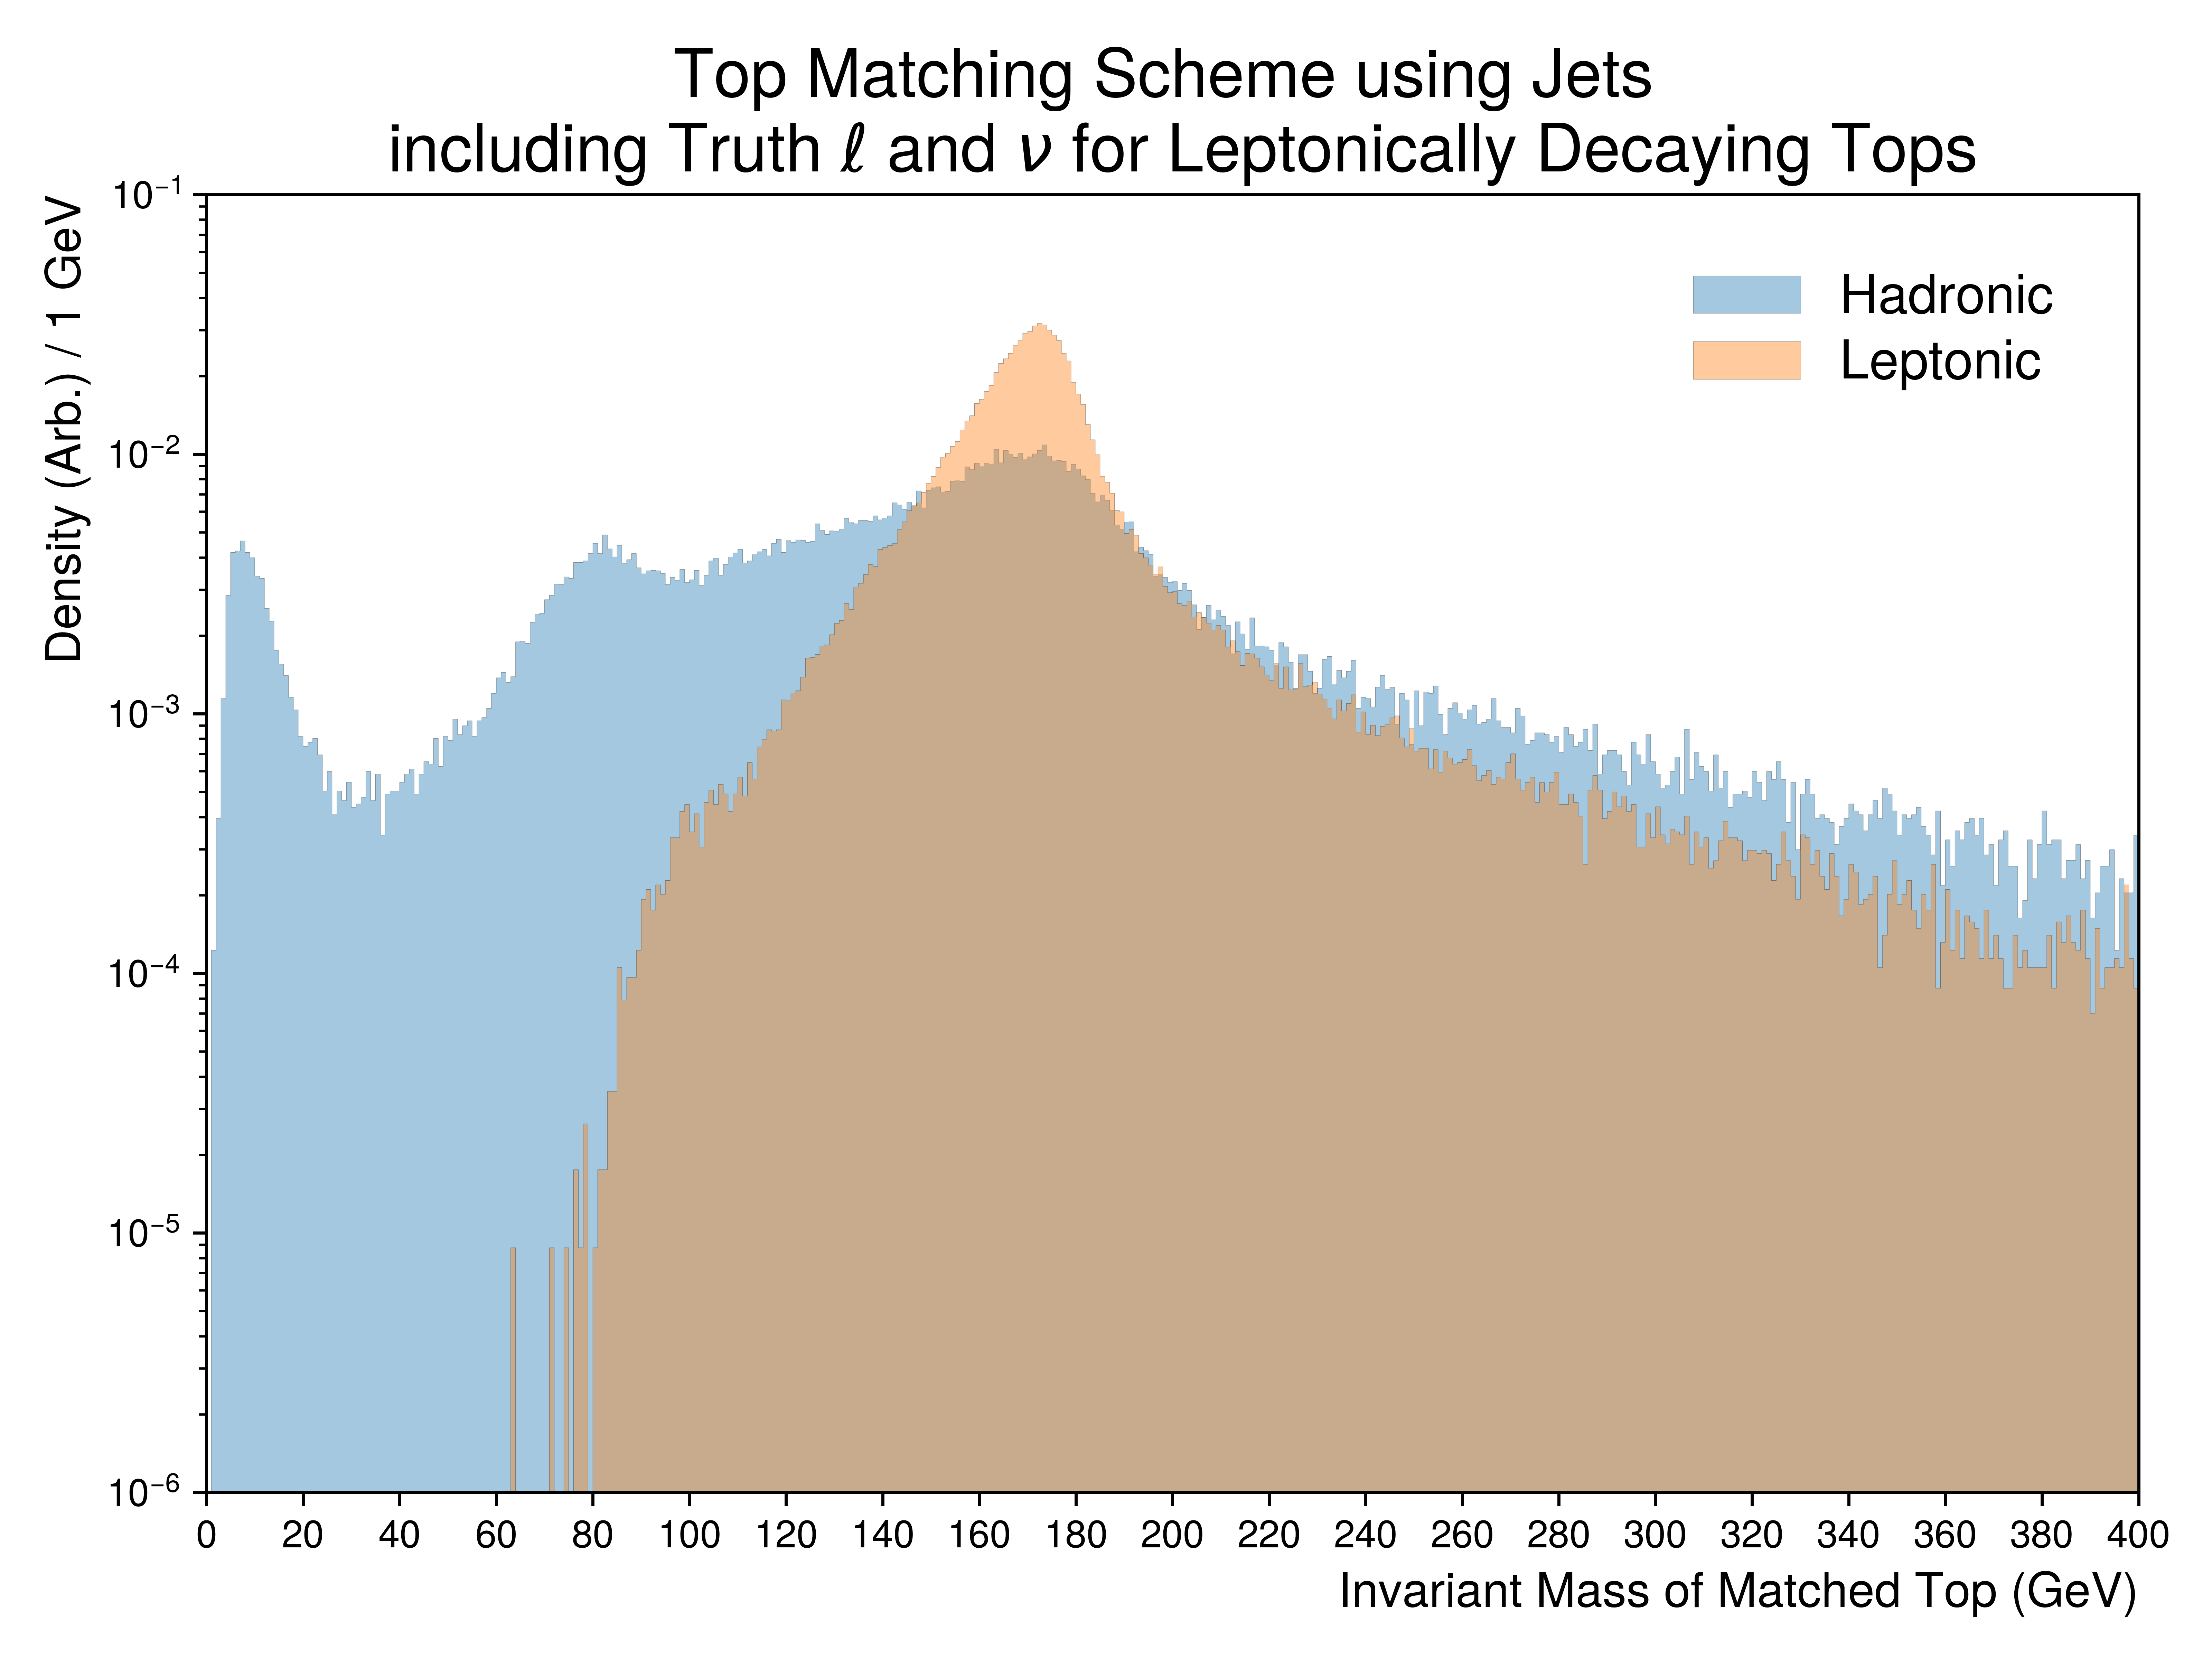 Top Matching Scheme using Jets
including Truth ℓ and ν for Leptonically Decaying Tops
Density (Arb.) / 1 GeV
10⁻¹
10⁻²
10⁻³
10⁻⁴
10⁻⁵
10⁻⁶
Hadronic
Leptonic
0 20 40 60 80 100 120 140 160 180 200 220 240 260 280 300 320 340 360 380 400
Invariant Mass of Matched Top (GeV)